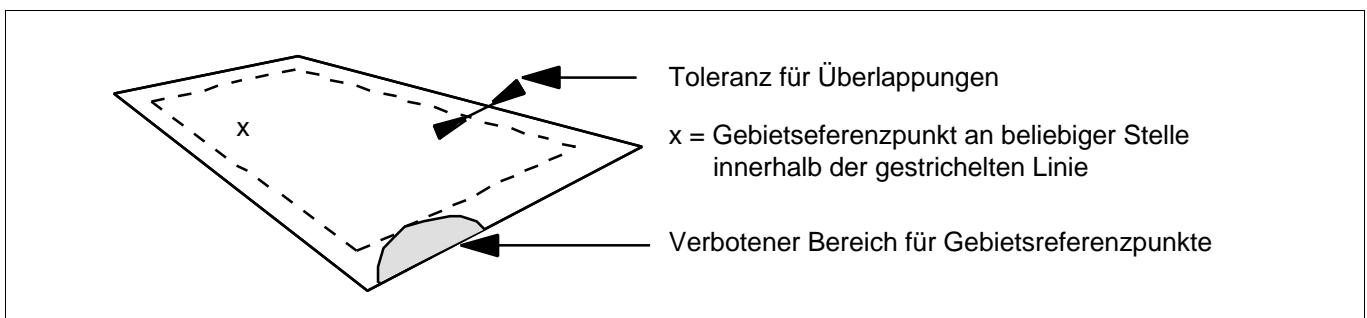 Toleranz für Überlappungen
x
x = Gebietseferenzpunkt an beliebiger Stelle
innerhalb der gestrichelten Linie
Verbotener Bereich für Gebietsreferenzpunkte